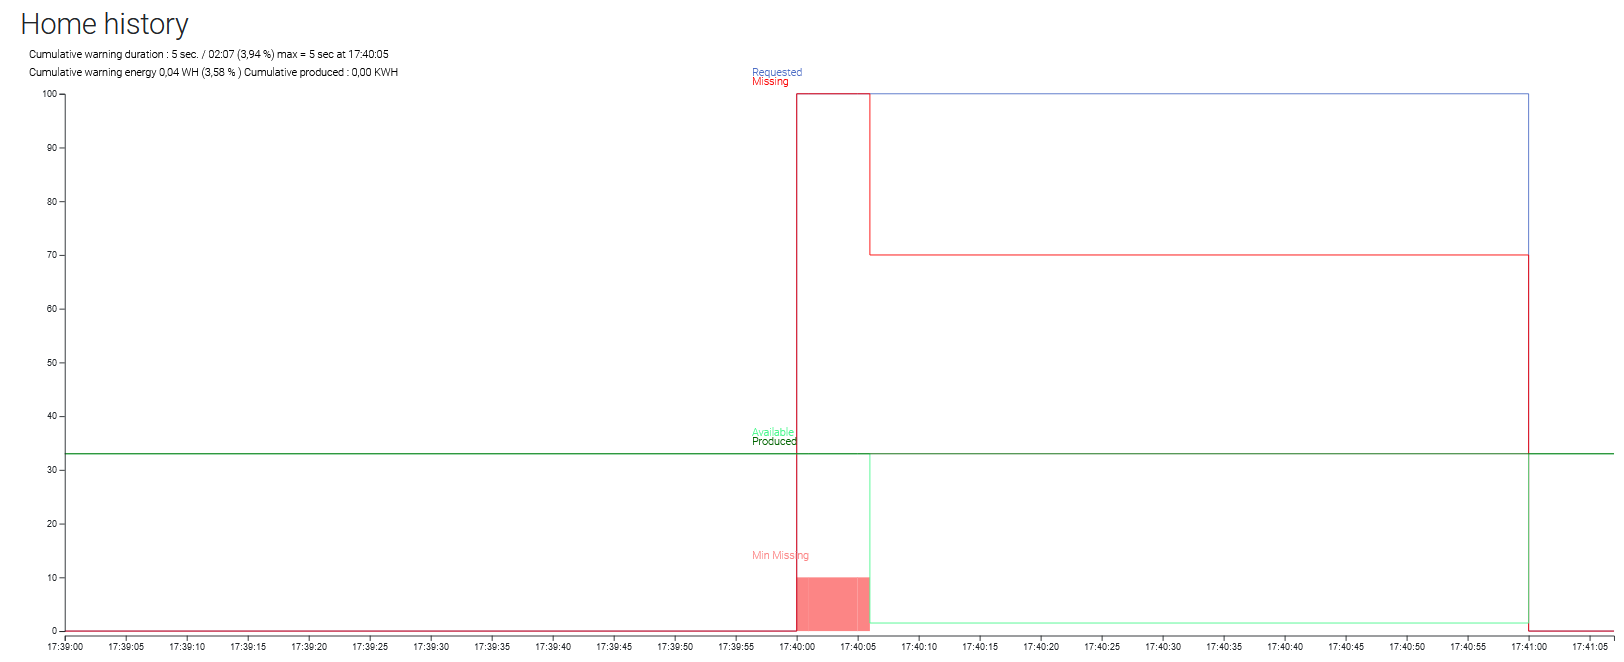 Home history
Cumulative warning duration : 5 sec. / 02:07 (3,94 %) max = 5 sec at 17:40:05
Cumulative warning energy 0,04 WH (3,58 % ) Cumulative produced : 0,00 KWH
Requested
Missing
100
90
80
70
60
50
40
Available
Produced
30
20
Min Missing
10
0
17:39:00 17:39:05 17:39:10 17:39:15 17:39:20 17:39:25 17:39:30 17:39:35 17:39:40 17:39:45 17:39:50 17:39:55 17:40:00 17:40:05 17:40:10 17:40:15 17:40:20 17:40:25 17:40:30 17:40:35 17:40:40 17:40:45 17:40:50 17:40:55 17:41:00 17:41:05